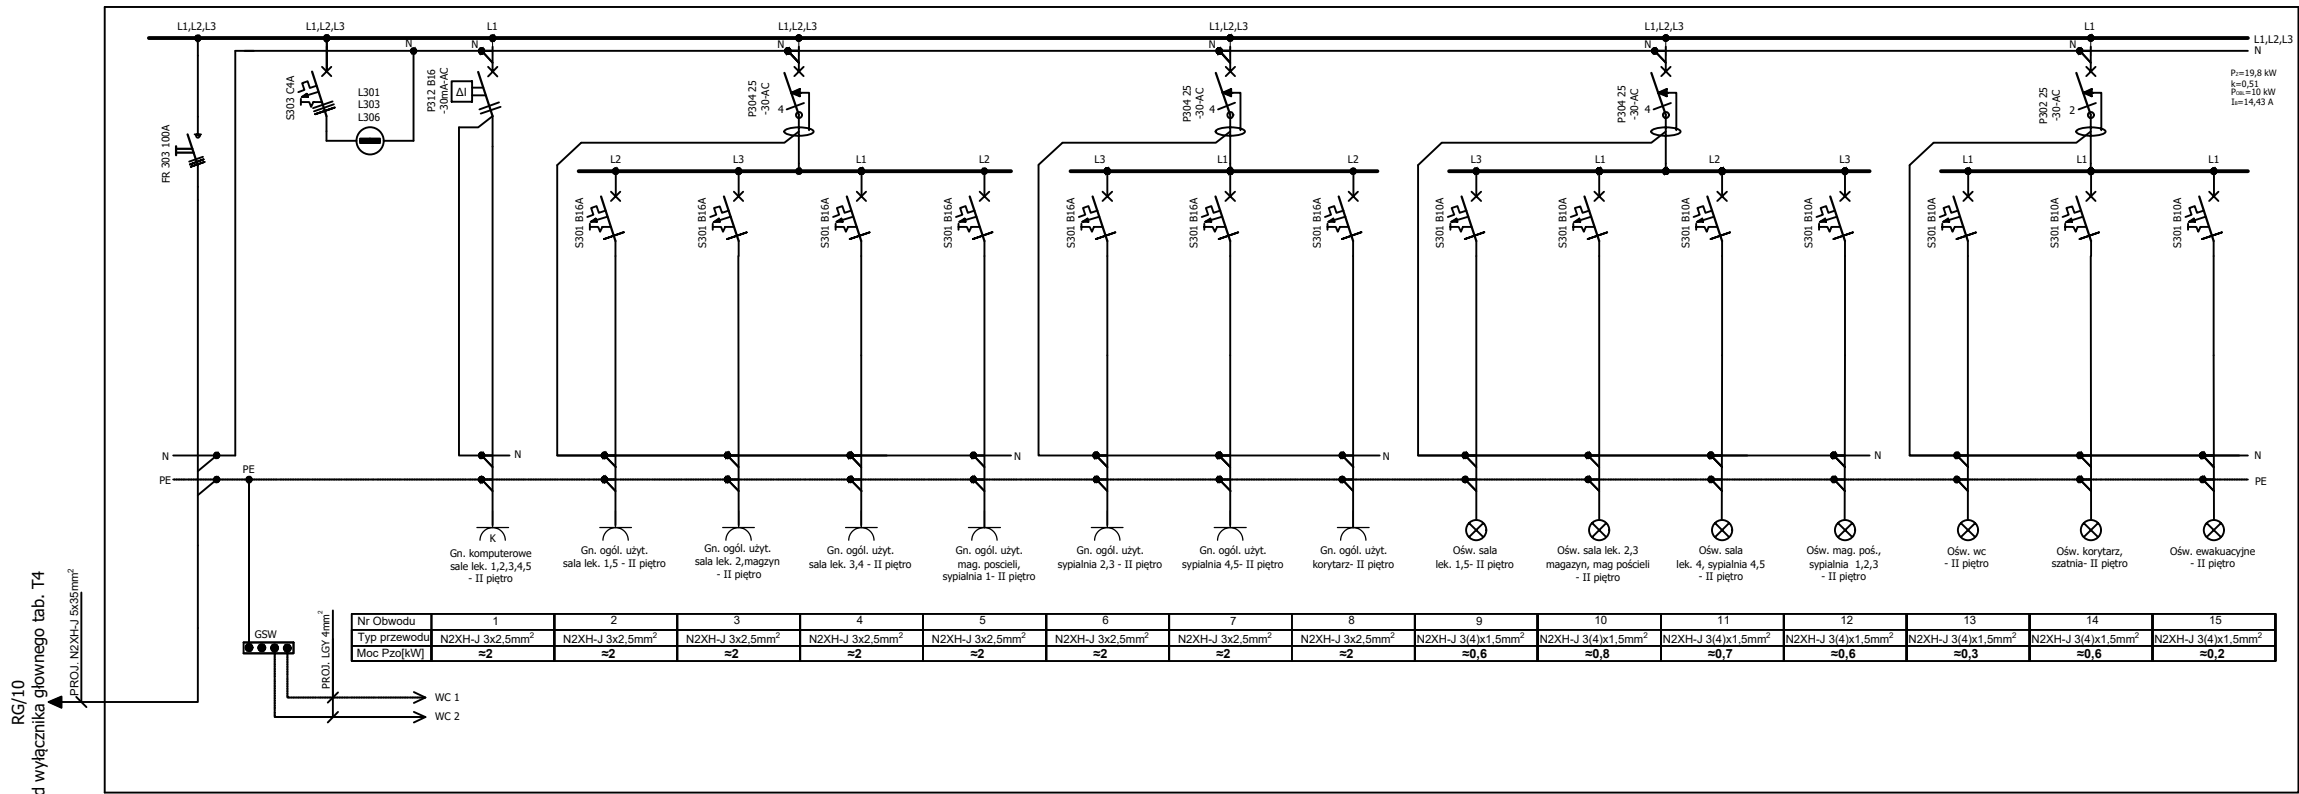 L1,L2,L3
L1,L2,L3
L1
L1,L2,L3
L1,L2,L3
L1,L2,L3
L1
L1,L2,L3
N
N
N
N
N
N
N
P₂=19,8 kW
k=0,51
P =10 kW
I =14,43 A
FR 303 100A
S303 C4A
L301
L303
L306
P312 B16
-30mA-AC
ΔI
P304 25
-30-AC
4
P304 25
-30-AC
4
P304 25
-30-AC
4
P302 25
-30-AC
2
L2
L3
L1
L2
L3
L1
L2
L3
L1
L2
L3
L1
L1
L1
S301 B16A
S301 B16A
S301 B16A
S301 B16A
S301 B16A
S301 B16A
S301 B16A
S301 B10A
S301 B10A
S301 B10A
S301 B10A
S301 B10A
S301 B10A
S301 B10A
N
N
N
N
N
N
PE
PE
PE
K
Gn. komputerowe
sale lek. 1,2,3,4,5
- II piętro
Gn. ogól. użyt.
sala lek. 1,5 - II piętro
Gn. ogól. użyt.
sala lek. 2,magzyn
- II piętro
Gn. ogól. użyt.
sala lek. 3,4 - II piętro
Gn. ogól. użyt.
mag. poscieli,
sypialnia 1- II piętro
Gn. ogól. użyt.
sypialnia 2,3 - II piętro
Gn. ogól. użyt.
sypialnia 4,5- II piętro
Gn. ogól. użyt.
korytarz- II piętro
Ośw. sala
lek. 1,5- II piętro
Ośw. sala lek. 2,3
magazyn, mag pościeli
- II piętro
Ośw. sala
lek. 4, sypialnia 4,5
- II piętro
Ośw. mag. poś.,
sypialnia 1,2,3
- II piętro
Ośw. wc
- II piętro
Ośw. korytarz,
szatnia- II piętro
Ośw. ewakuacyjne
- II piętro
Nr Obwodu 1 2 3 4 5 6 7 8 9 10 11 12 13 14 15
Typ przewodu N2XH-J 3x2,5mm² N2XH-J 3x2,5mm² N2XH-J 3x2,5mm² N2XH-J 3x2,5mm² N2XH-J 3x2,5mm² N2XH-J 3x2,5mm² N2XH-J 3x2,5mm² N2XH-J 3x2,5mm² N2XH-J 3(4)x1,5mm² N2XH-J 3(4)x1,5mm² N2XH-J 3(4)x1,5mm² N2XH-J 3(4)x1,5mm² N2XH-J 3(4)x1,5mm² N2XH-J 3(4)x1,5mm² N2XH-J 3(4)x1,5mm²
Moc Pzo[kW] ≈2 ≈2 ≈2 ≈2 ≈2 ≈2 ≈2 ≈2 ≈0,6 ≈0,8 ≈0,7 ≈0,6 ≈0,3 ≈0,6 ≈0,2
GSW
PROJ. LGY 4mm²
WC 1
WC 2
PROJ. N2XH-J 5x35mm²
RG/10
d wyłącznika głownego tab. T4